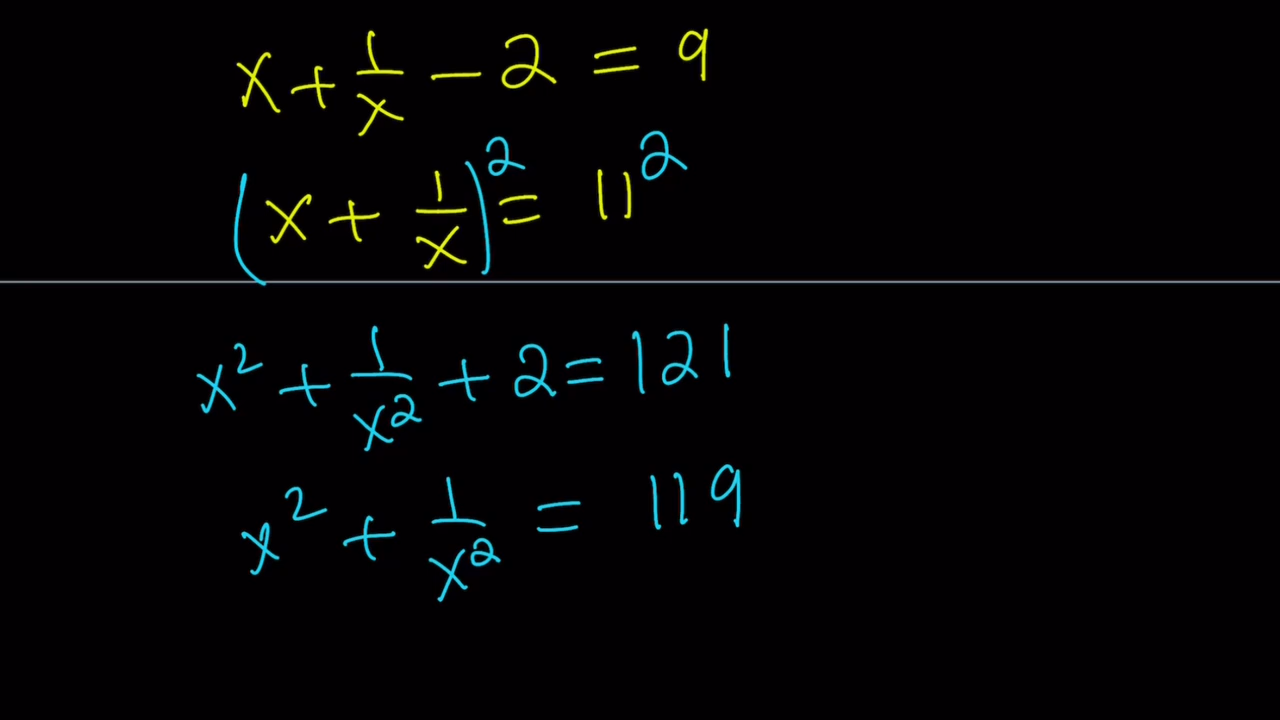 x + 1/x - 2 = 9
(x + 1/x)² = 11²
x² + 1/x² + 2 = 121
x² + 1/x² = 119